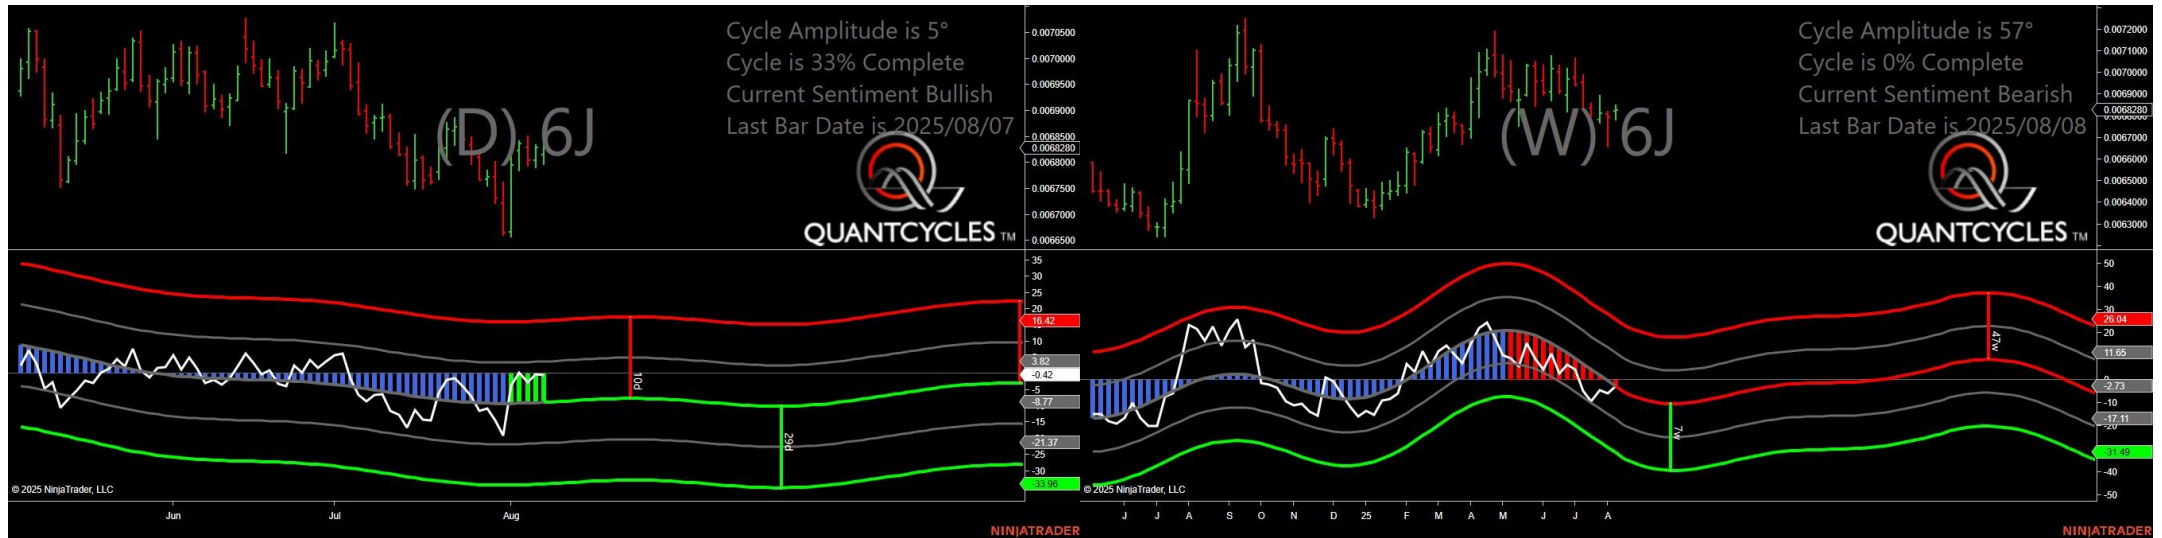 Cycle Amplitude is 5°
Cycle is 33% Complete
Current Sentiment Bullish
Last Bar Date is 2025/08/07
(D) 6J
QUANTCYCLES TM
0.0070500
0.0070000
0.0069500
0.0069000
0.0068500
0.0068280
0.0068000
0.0067500
0.0067000
0.0066500
35
30
25
20
16.42
10
3.82
-0.42
-5
-8.77
-15
-21.37
-25
-30
-33.96
10d
29d
© 2025 NinjaTrader, LLC
Jun
Jul
Aug
NINJATRADER
Cycle Amplitude is 57°
Cycle is 0% Complete
Current Sentiment Bearish
Last Bar Date is 2025/08/08
(W) 6J
QUANTCYCLES TM
0.0072000
0.0071000
0.0070000
0.0069000
0.0068280
0.0067000
0.0066000
0.0065000
0.0064000
0.0063000
50
40
30
26.04
20
11.65
-2.73
-10
-17.11
-20
-31.49
-40
-50
47w
7w
© 2025 NinjaTrader, LLC
J
J
A
S
O
N
D
25
F
M
A
M
J
J
A
NINJATRADER